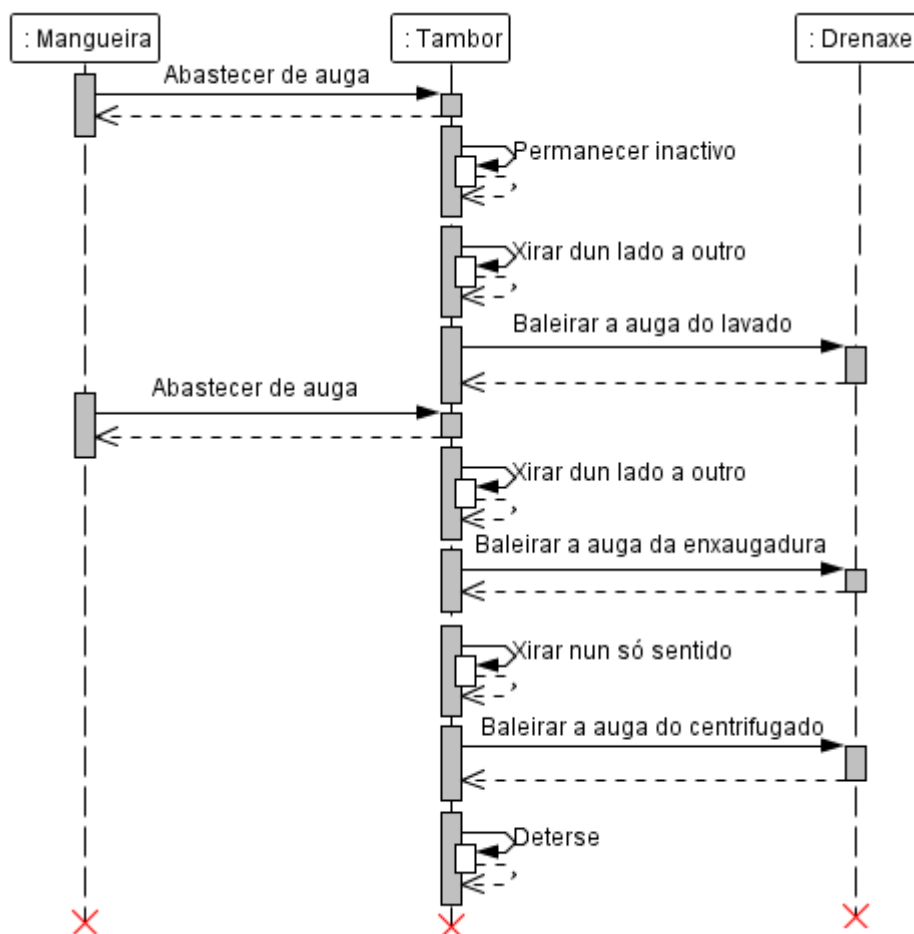 : Mangueira
: Tambor
: Drenaxe
Abastecer de auga
Permanecer inactivo
Xirar dun lado a outro
Baleirar a auga do lavado
Abastecer de auga
Xirar dun lado a outro
Baleirar a auga da enxaugadura
Xirar nun só sentido
Baleirar a auga do centrifugado
Deterse